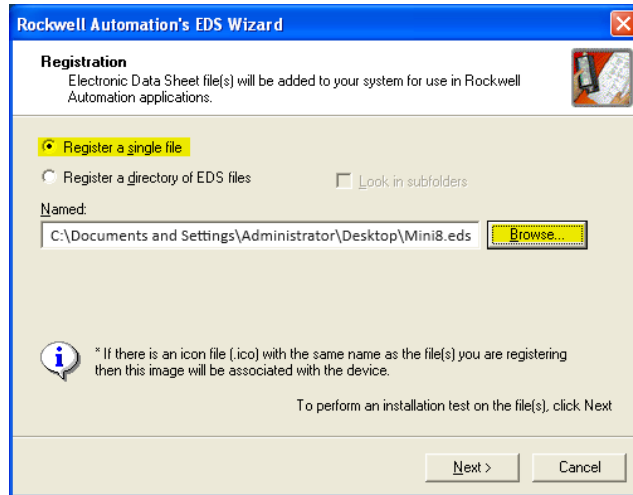 Rockwell Automation's EDS Wizard
Registration
Electronic Data Sheet file(s) will be added to your system for use in Rockwell
Automation applications.
Register a single file
Register a directory of EDS files
Look in subfolders
Named:
C:\Documents and Settings\Administrator\Desktop\Mini8.eds
Browse...
* If there is an icon file (.ico) with the same name as the file(s) you are registering
then this image will be associated with the device.
To perform an installation test on the file(s), click Next
Next >
Cancel